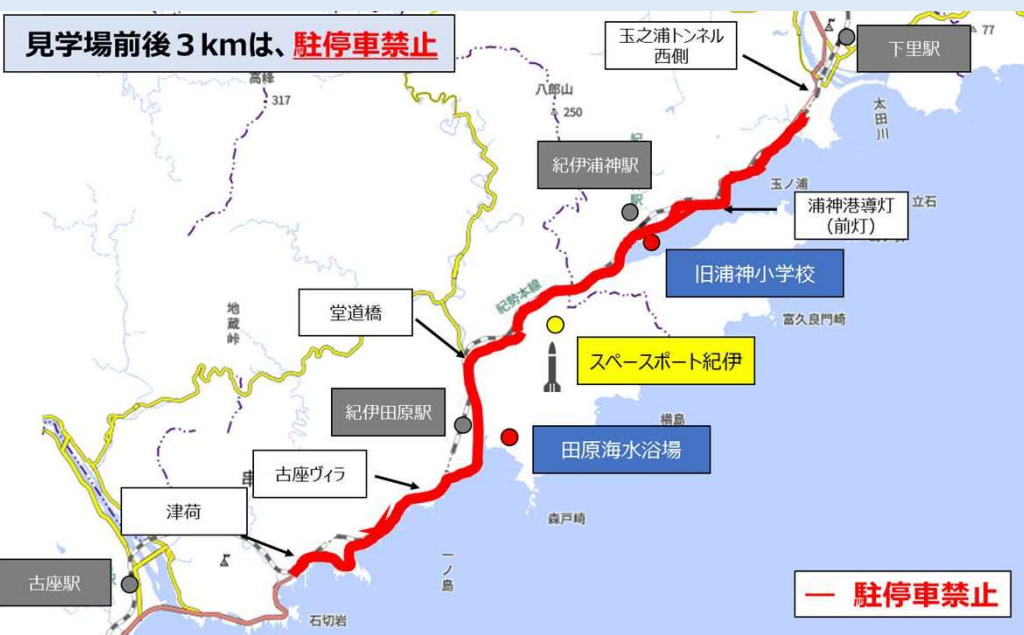 見学場前後３kmは、駐停車禁止
玉之浦トンネル
西側
下里駅
77
高峰
317
八郎山
250
太田川
紀伊浦神駅
駅
玉ノ浦
立石
浦神港導灯
(前灯)
旧浦神小学校
紀勢本線
堂道橋
地蔵峠
富久良門崎
スペースポート紀伊
紀伊田原駅
横島
田原海水浴場
古座ヴィラ
津荷
森戸崎
一ノ島
古座駅
石切岩
駐停車禁止